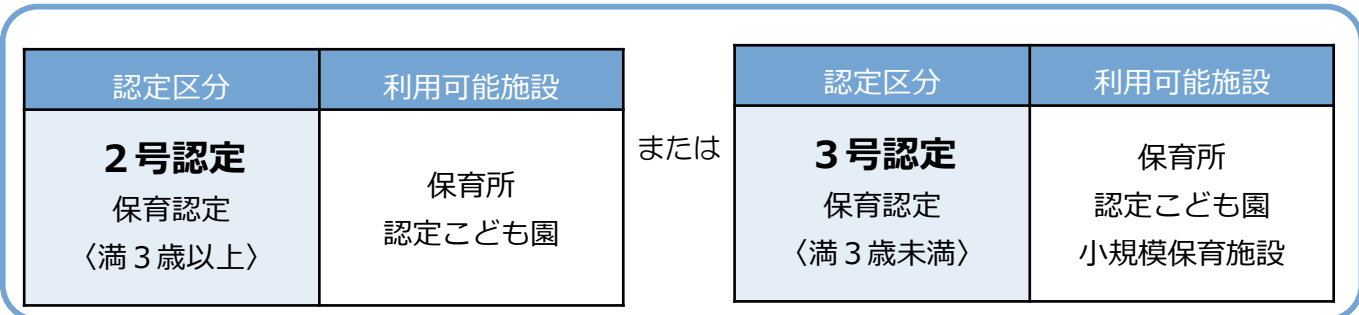 認定区分
利用可能施設
2号認定
保育認定
〈満3歳以上〉
保育所
認定こども園
または
認定区分
利用可能施設
3号認定
保育認定
〈満3歳未満〉
保育所
認定こども園
小規模保育施設